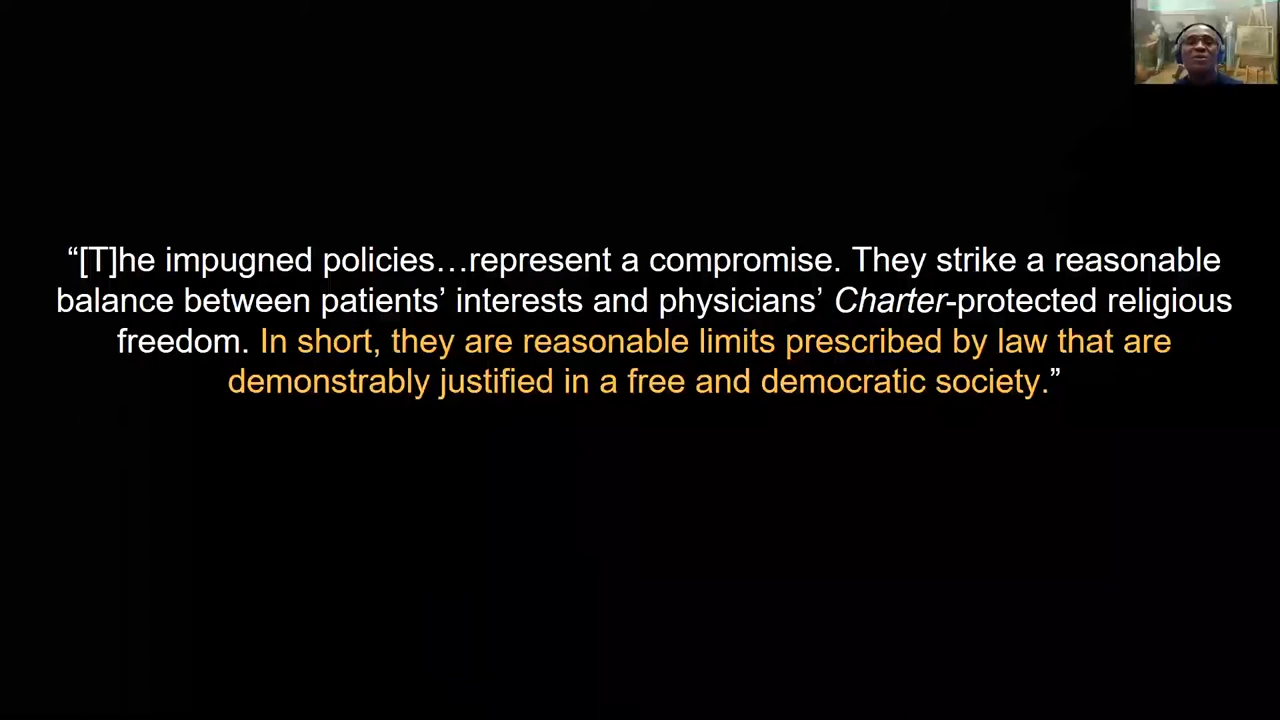 “[T]he impugned policies…represent a compromise. They strike a reasonable
balance between patients’ interests and physicians’ Charter-protected religious
freedom. In short, they are reasonable limits prescribed by law that are
demonstrably justified in a free and democratic society.”